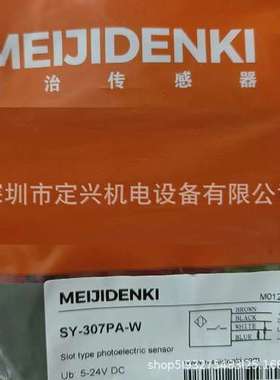 MEIJIDENKI
治传感器
深圳市定兴机电设备有限公
MEIJIDENKI
M012
SY-307PA-W
BROWN
BLACK
WHITE
BLUE
Slot type photoelectric sensor
Ub: 5-24V DC